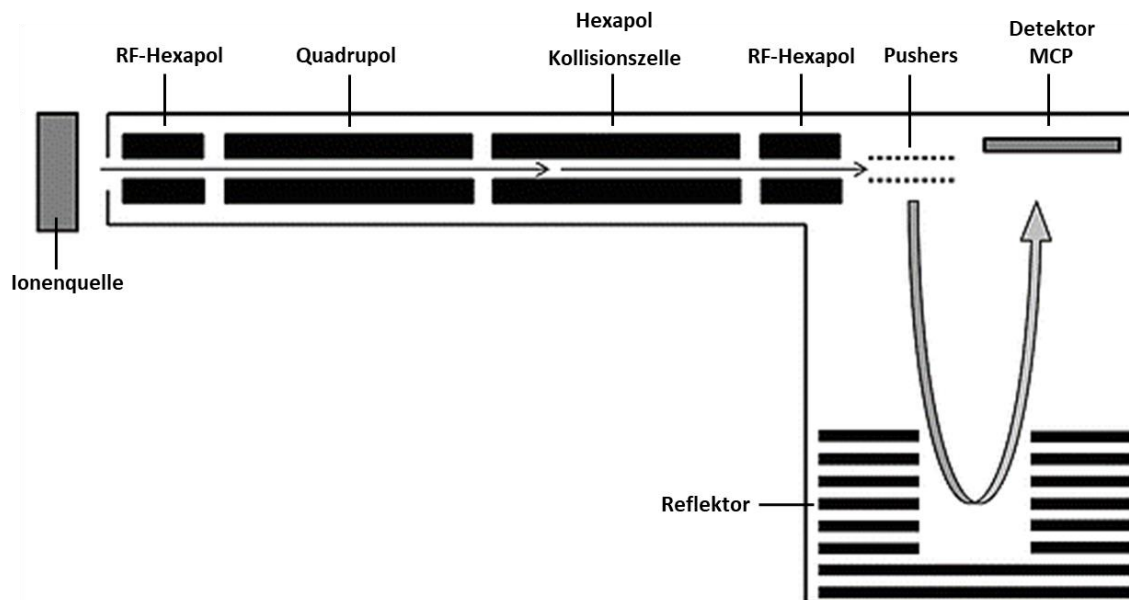 RF-Hexapol
Quadrupol
Hexapol
Kollisionszelle
RF-Hexapol
Pushers
Detektor
MCP
Ionenquelle
Reflektor